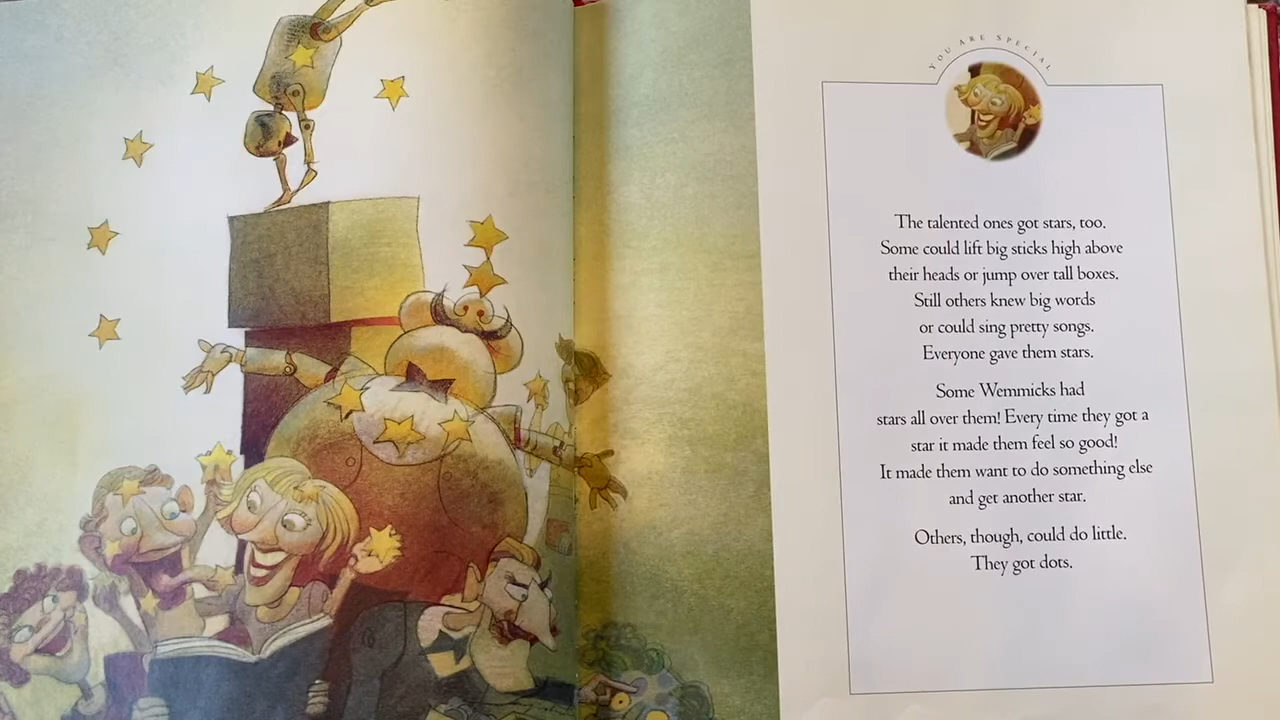 YOU ARE SPECIAL
The talented ones got stars, too.
Some could lift big sticks high above
their heads or jump over tall boxes.
Still others knew big words
or could sing pretty songs.
Everyone gave them stars.
Some Wemmicks had
stars all over them! Every time they got a
star it made them feel so good!
It made them want to do something else
and get another star.
Others, though, could do little.
They got dots.